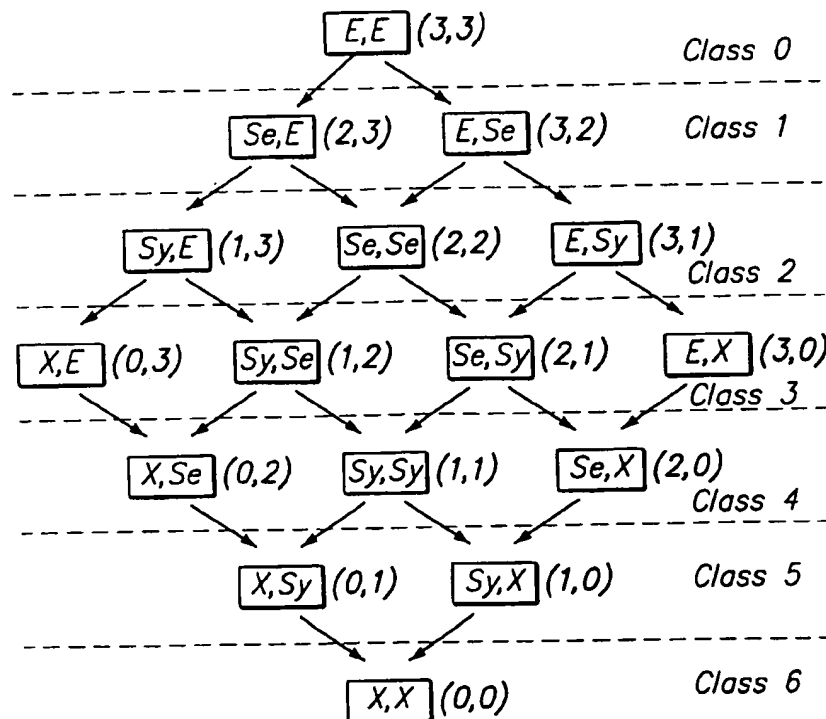 E,E (3,3) Class 0
Se,E (2,3) E,Se (3,2) Class 1
Sy,E (1,3) Se,Se (2,2) E,Sy (3,1)
Class 2
X,E (0,3) Sy,Se (1,2) Se,Sy (2,1) E,X (3,0)
Class 3
X,Se (0,2) Sy,Sy (1,1) Se,X (2,0)
Class 4
X,Sy (0,1) Sy,X (1,0) Class 5
X,X (0,0) Class 6